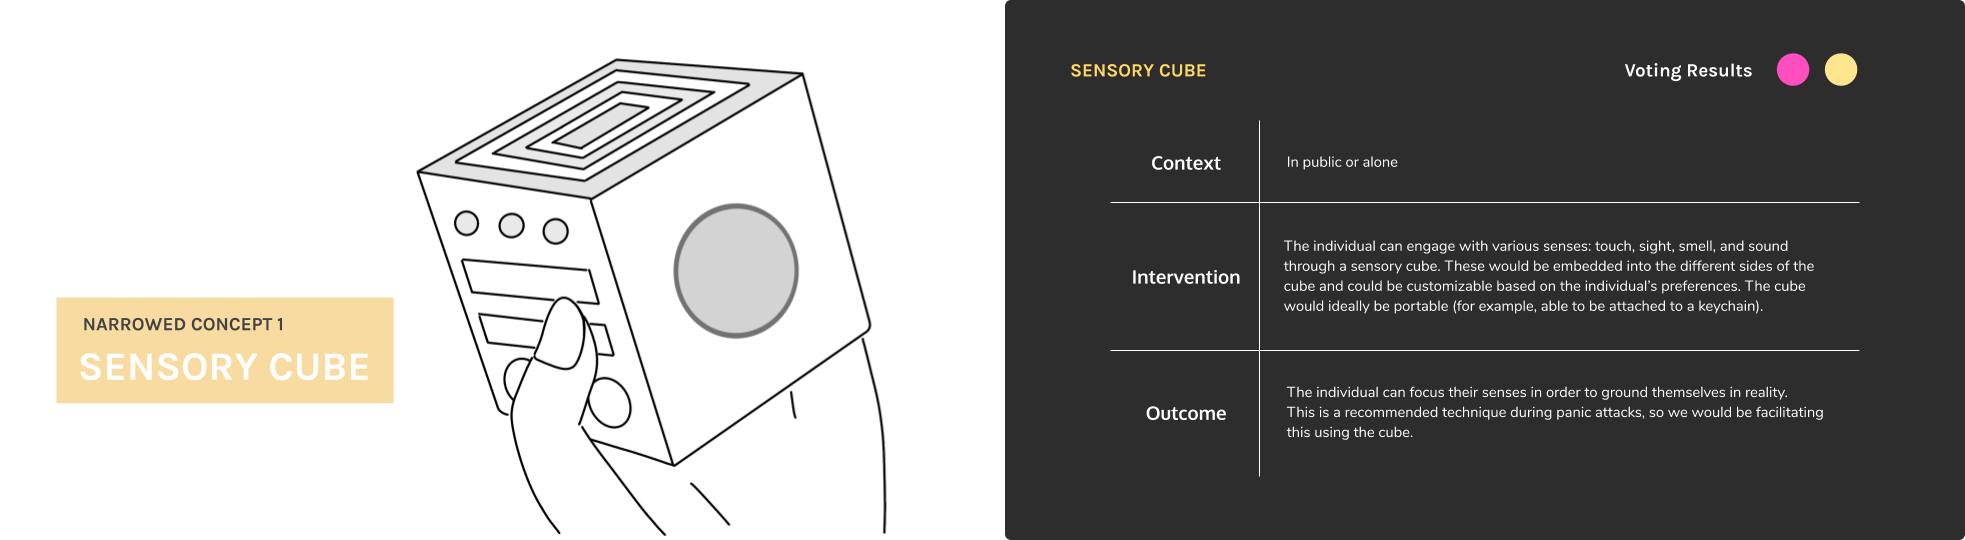 NARROWED CONCEPT 1
SENSORY CUBE
SENSORY CUBE
Voting Results
Context
In public or alone
Intervention
The individual can engage with various senses: touch, sight, smell, and sound
through a sensory cube. These would be embedded into the different sides of the
cube and could be customizable based on the individual's preferences. The cube
would ideally be portable (for example, able to be attached to a keychain).
Outcome
The individual can focus their senses in order to ground themselves in reality.
This is a recommended technique during panic attacks, so we would be facilitating
this using the cube.